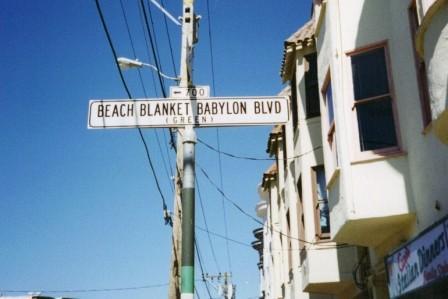 ← 700
BEACH BLANKET BABYLON BLVD
(GREEN)
Italian Dinners